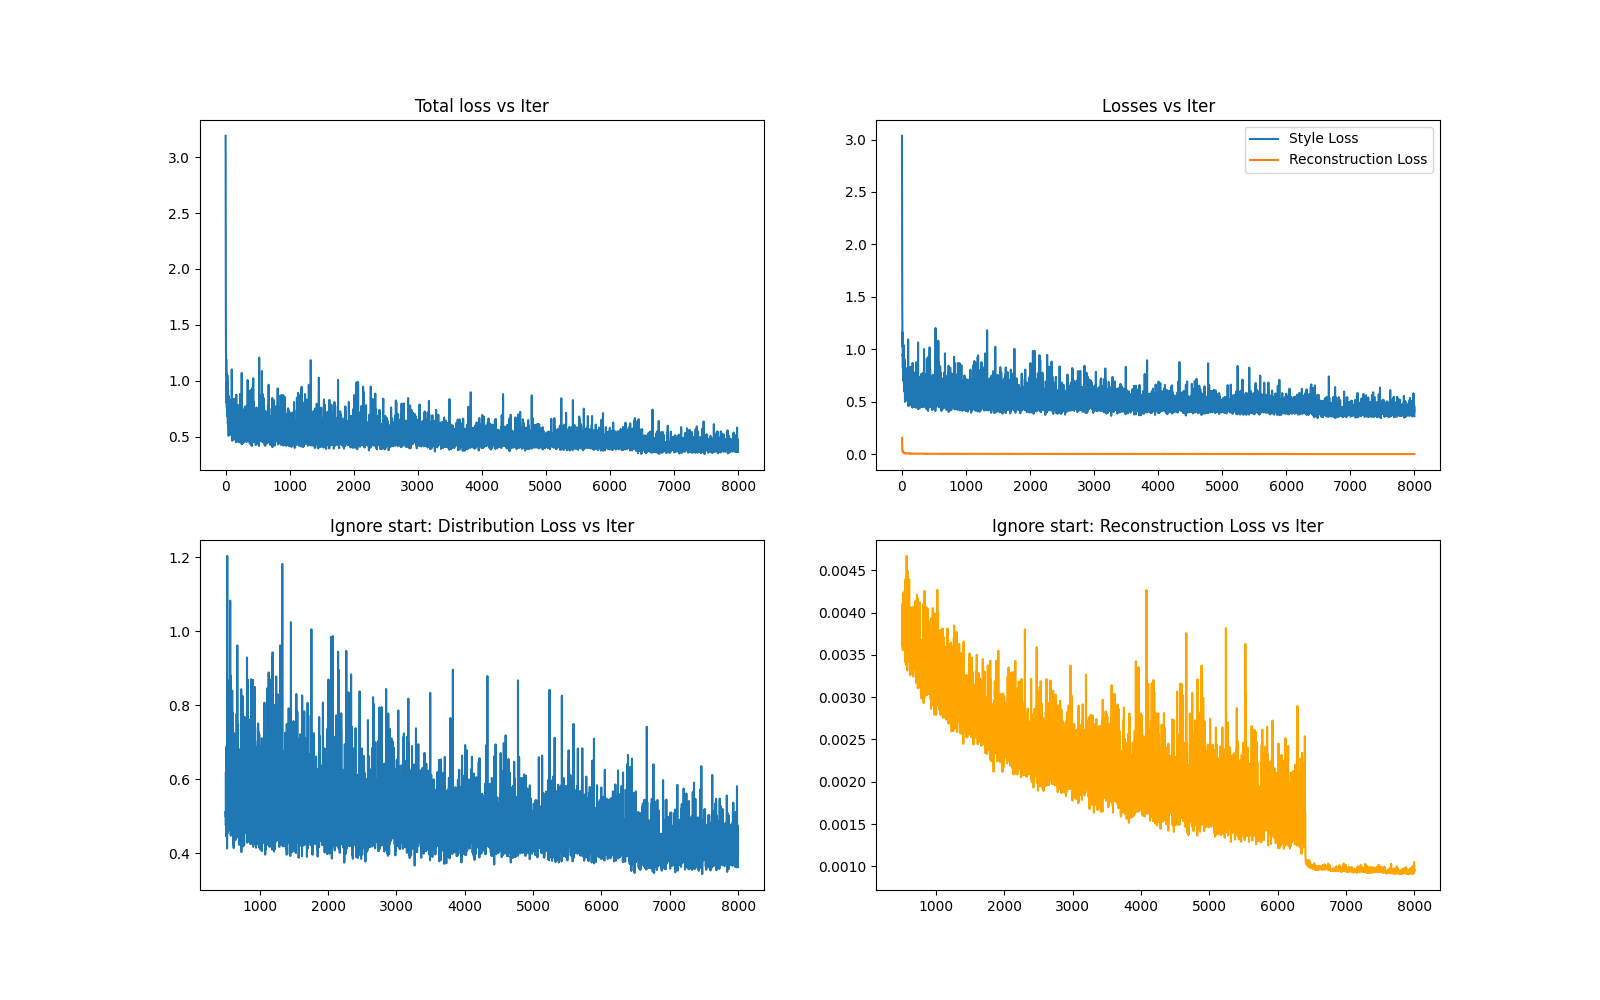 Total loss vs Iter
3.0
2.5
2.0
1.5
1.0
0.5
0 1000 2000 3000 4000 5000 6000 7000 8000
Losses vs Iter
Style Loss
Reconstruction Loss
3.0
2.5
2.0
1.5
1.0
0.5
0.0
0 1000 2000 3000 4000 5000 6000 7000 8000
Ignore start: Distribution Loss vs Iter
1.2
1.0
0.8
0.6
0.4
1000 2000 3000 4000 5000 6000 7000 8000
Ignore start: Reconstruction Loss vs Iter
0.0045
0.0040
0.0035
0.0030
0.0025
0.0020
0.0015
0.0010
1000 2000 3000 4000 5000 6000 7000 8000